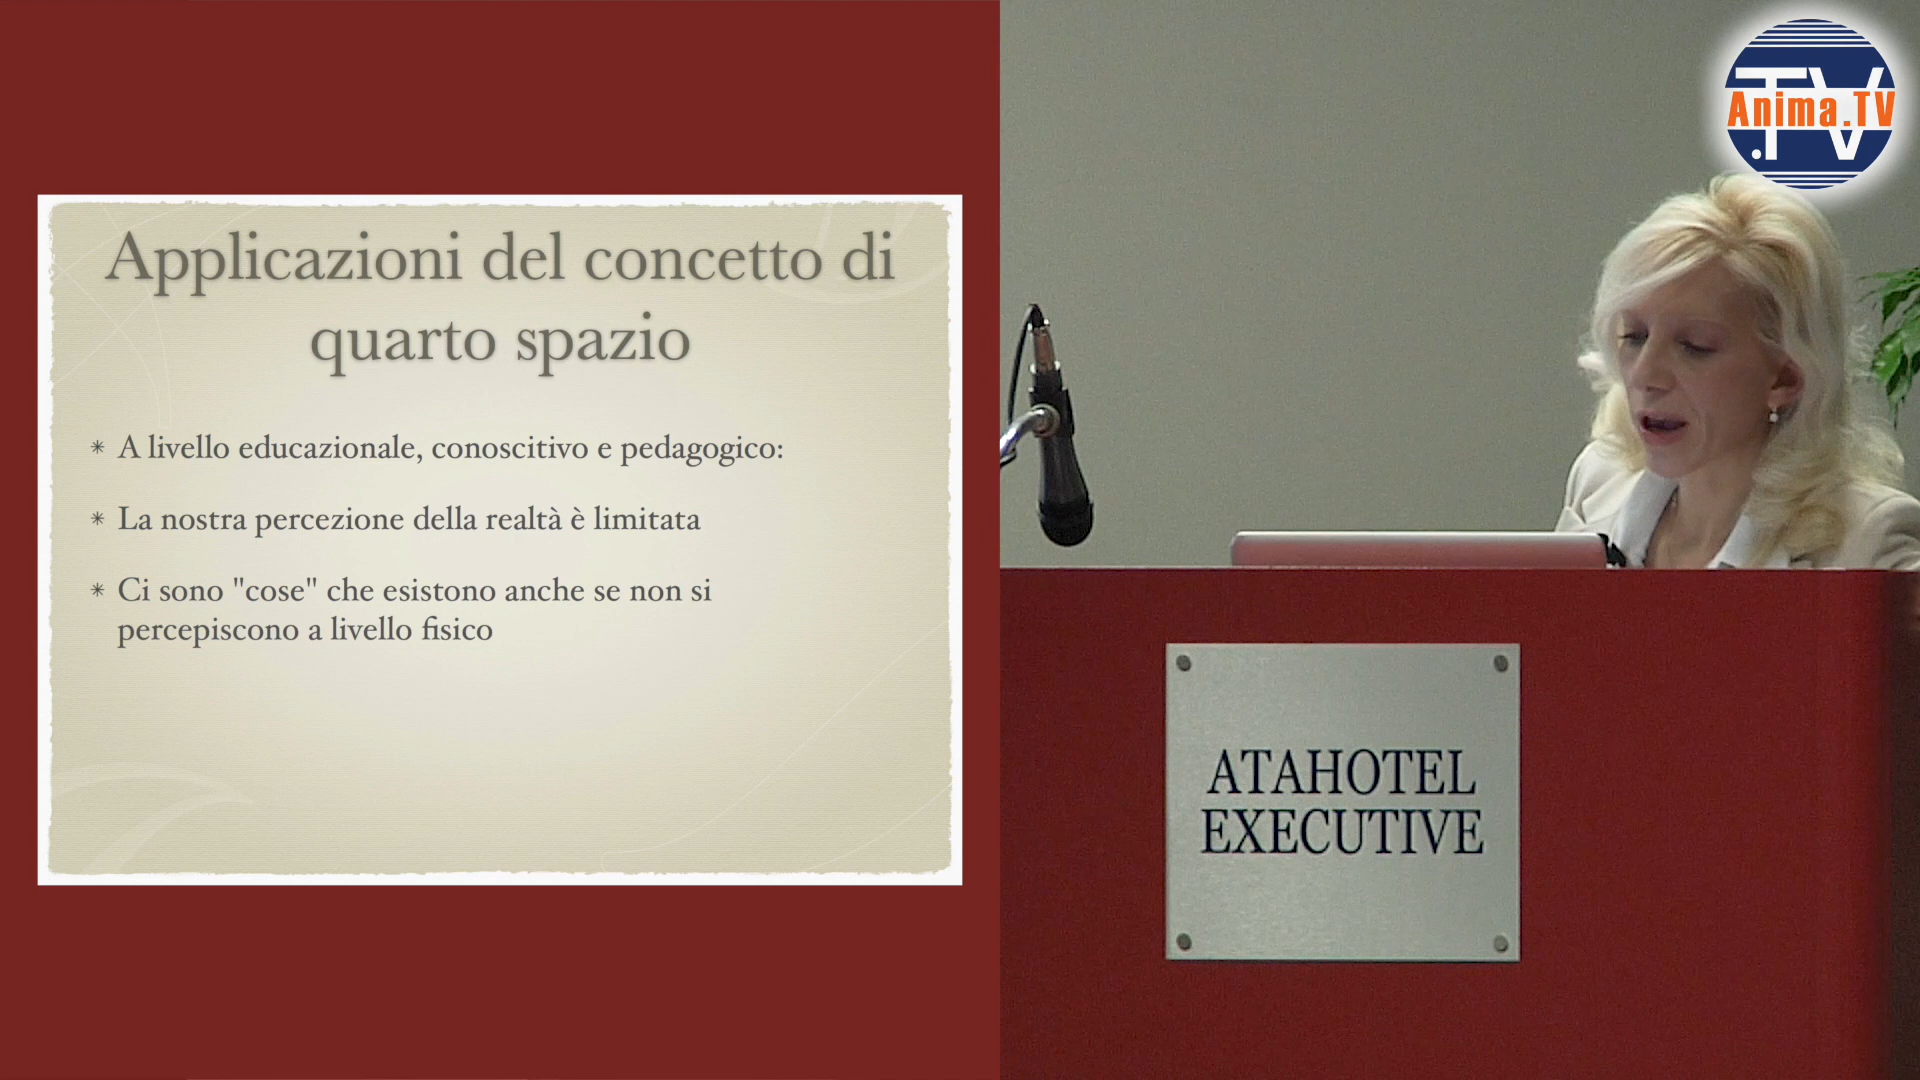 Applicazioni del concetto di
quarto spazio
* A livello educazionale, conoscitivo e pedagogico:
* La nostra percezione della realtà è limitata
* Ci sono "cose" che esistono anche se non si
percepiscono a livello fisico
.TV
Anima.TV
ATAHOTEL
EXECUTIVE